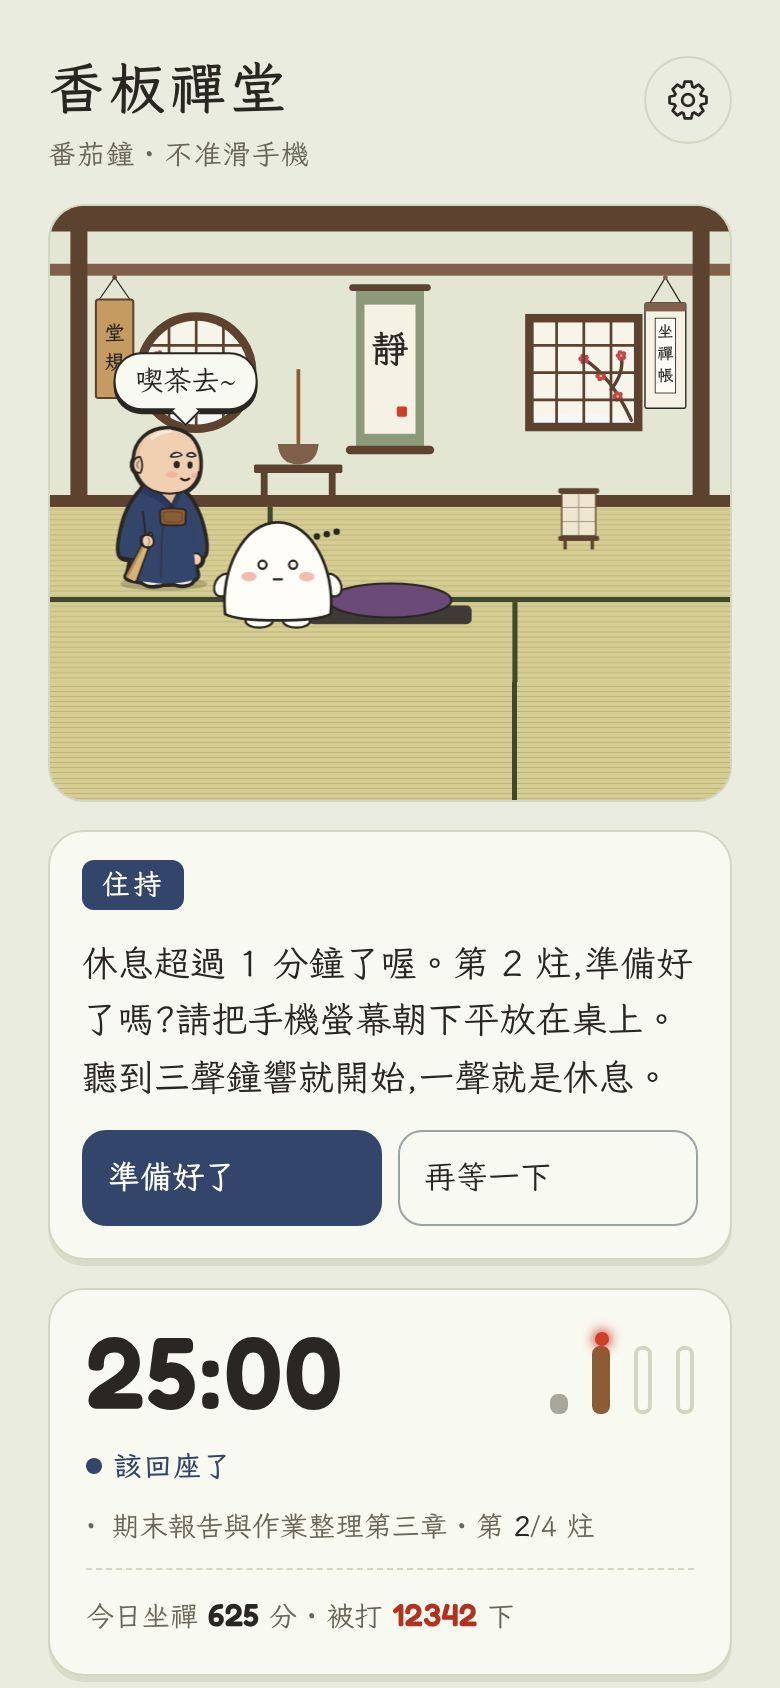 香板禪堂
番茄鐘・不准滑手機
堂規
喫茶去~
靜
坐禪帳
住持
休息超過 1 分鐘了喔。第 2 炷,準備好
了嗎?請把手機螢幕朝下平放在桌上。
聽到三聲鐘響就開始,一聲就是休息。
準備好了
再等一下
25:00
該回座了
・ 期末報告與作業整理第三章・第 2/4 炷
今日坐禪 625 分・被打 12342 下